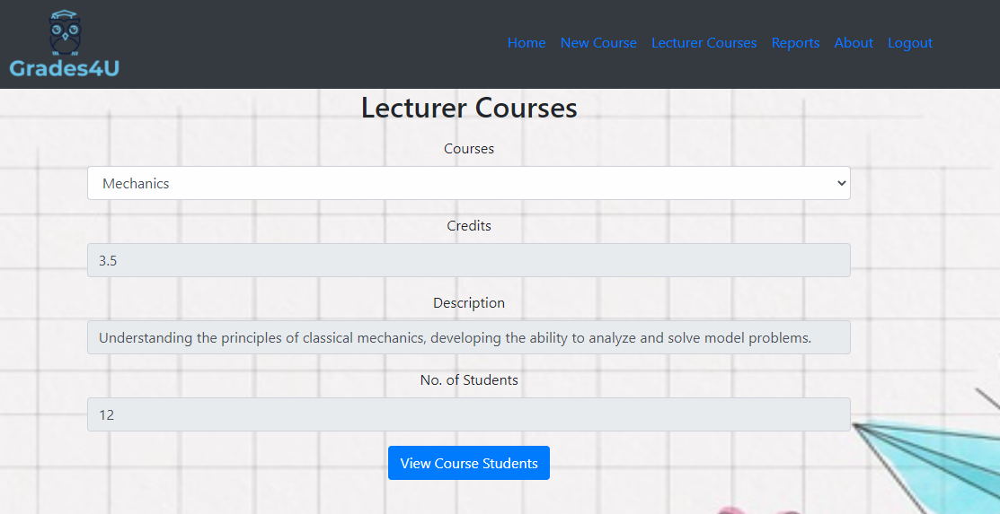 Grades4U
Home New Course Lecturer Courses Reports About Logout
Lecturer Courses
Courses
Mechanics
Credits
3.5
Description
Understanding the principles of classical mechanics, developing the ability to analyze and solve model problems.
No. of Students
12
View Course Students